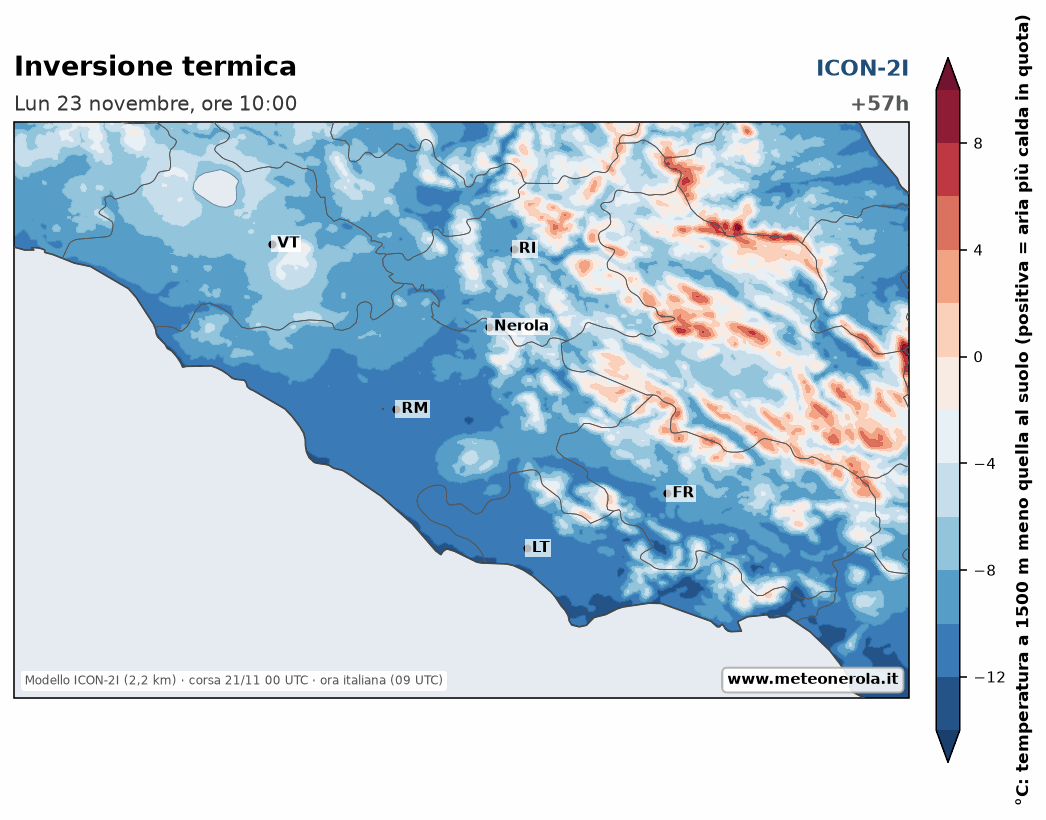 Inversione termica
ICON-2I
Lun 23 novembre, ore 10:00
+57h
VT
RI
Nerola
RM
FR
LT
Modello ICON-2I (2,2 km) · corsa 21/11 00 UTC · ora italiana (09 UTC)
www.meteonerola.it
8
4
0
−4
−8
−12
°C: temperatura a 1500 m meno quella al suolo (positiva = aria più calda in quota)